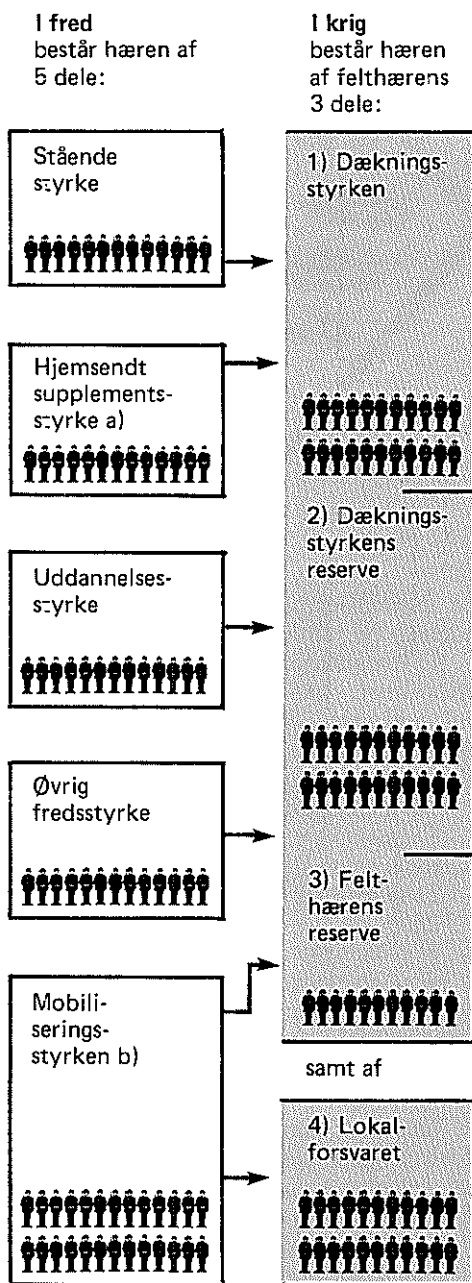 I fred
består hæren af
5 dele:
Stående
styrke
Hjemsendt
supplements-
styrke a)
Uddannelses-
styrke
Øvrig
fredsstyrke
Mobili-
serings-
styrken b)
I krig
består hæren
af felthærens
3 dele:
1) Dæknings-
styrken
2) Dæknings-
styrkens
reserve
3) Felt-
hærens
reserve
samt af
4) Lokal-
forsvaret